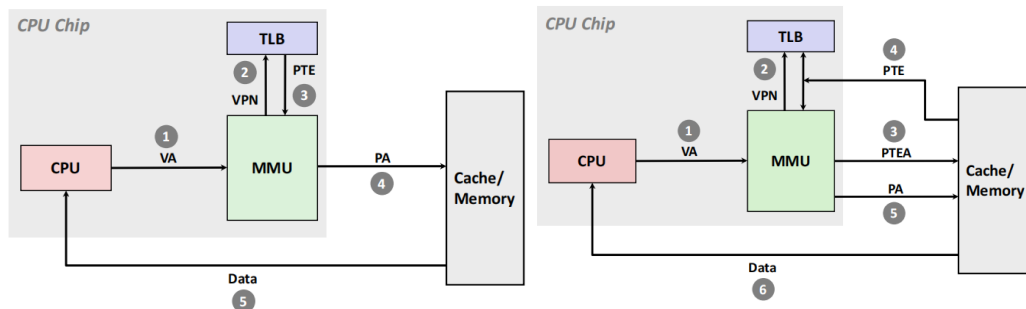 CPU Chip
TLB
2
PTE
VPN
3
1
VA
CPU
MMU
PA
4
Cache/
Memory
Data
5
CPU Chip
TLB
4
2
PTE
VPN
1
3
VA
PTEA
CPU
MMU
Cache/
Memory
PA
5
Data
6